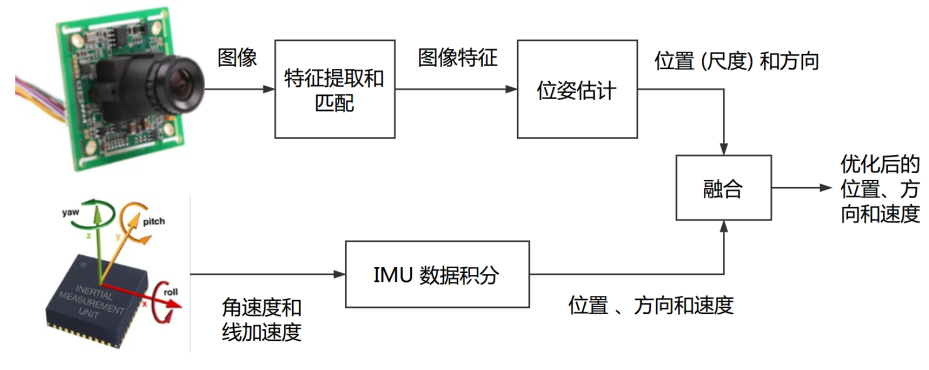 图像
特征提取和
匹配
图像特征
位姿估计
位置 (尺度) 和方向
融合
优化后的
位置、方
向和速度
yaw
pitch
z
y
roll
x
INERTIAL
MEASUREMENT
UNIT
角速度和
线加速度
IMU 数据积分
位置 、方向和速度